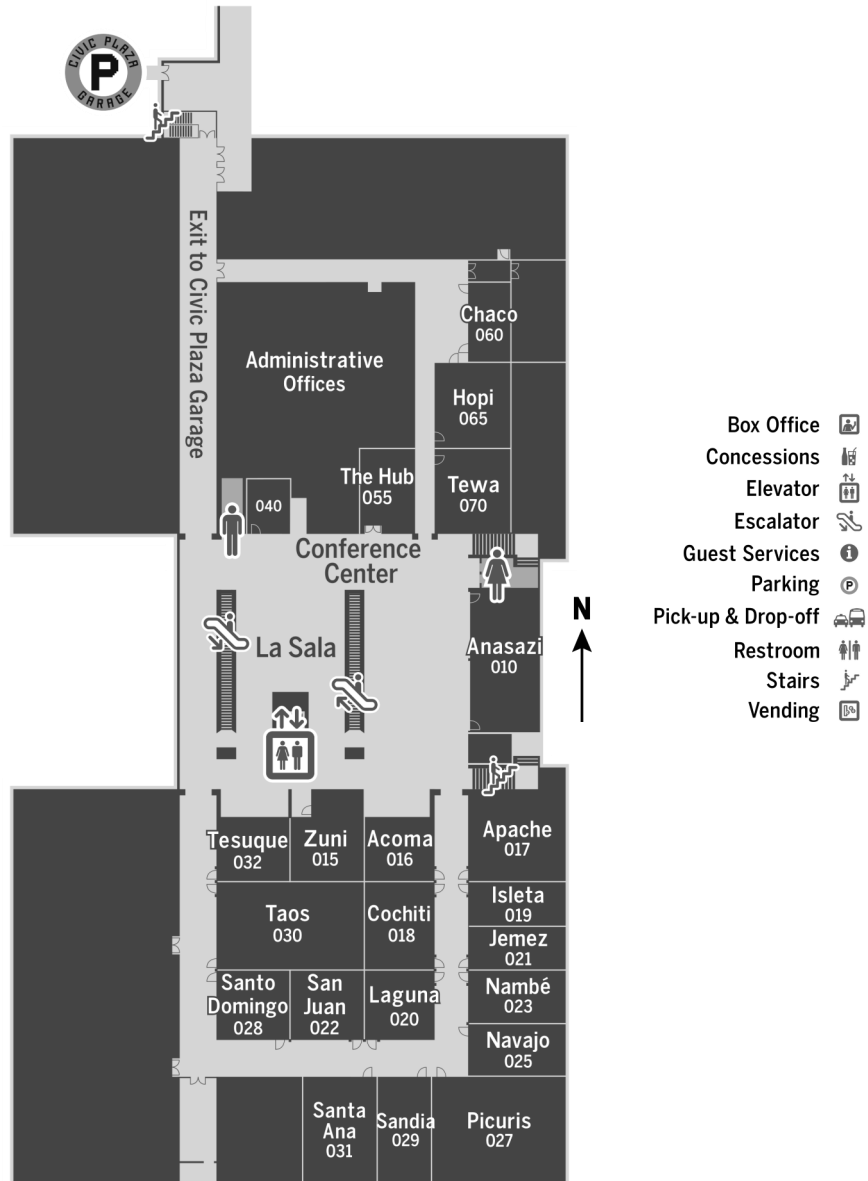 CIVIC PLAZA
P
GARAGE
Exit to Civic Plaza Garage
Chaco
060
Administrative
Offices
Hopi
065
The Hub
055
Tewa
070
040
Conference
Center
La Sala
Anasazi
010
N
Box Office
Concessions
Elevator
Escalator
Guest Services
Parking
P
Pick-up & Drop-off
Restroom
Stairs
Vending
Tesuque
032
Zuni
015
Acoma
016
Apache
017
Taos
030
Cochiti
018
Isleta
019
Jemez
021
Santo
Domingo
028
San
Juan
022
Laguna
020
Nambé
023
Navajo
025
Santa
Ana
031
Sandia
029
Picuris
027